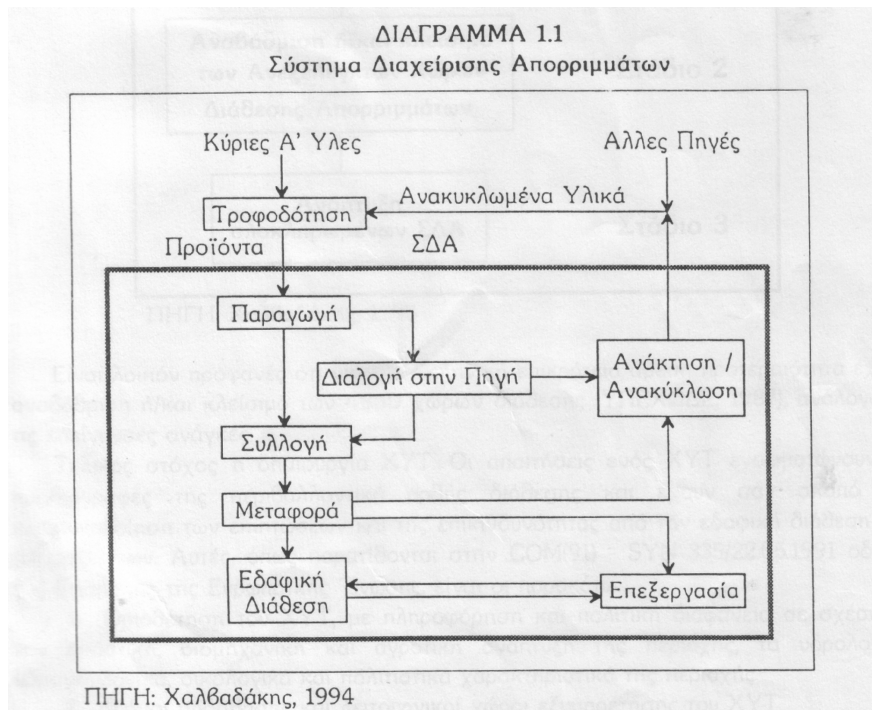 ΔΙΑΓΡΑΜΜΑ 1.1
Σύστημα Διαχείρισης Απορριμμάτων
Κύριες Α' Υλες
Αλλες Πηγές
Ανακυκλωμένα Υλικά
Τροφοδότηση
Προϊόντα
ΣΔΑ
Παραγωγή
Διαλογή στην Πηγή
Ανάκτηση /
Ανακύκλωση
Συλλογή
Μεταφορά
Εδαφική
Διάθεση
Επεξεργασία
ΠΗΓΗ: Χαλβαδάκης, 1994